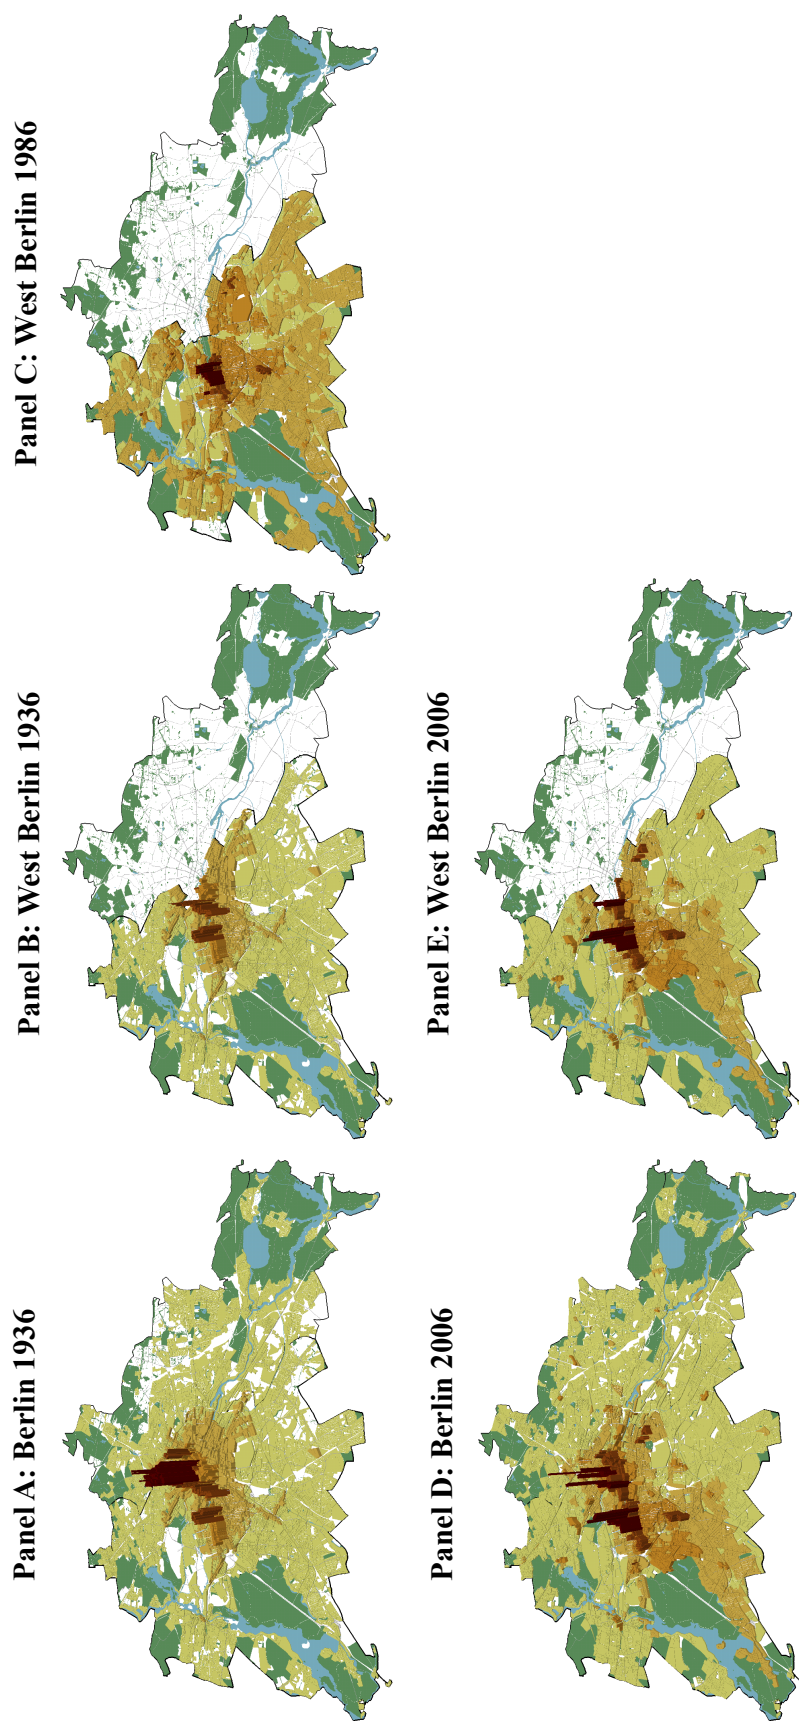 Panel A: Berlin 1936
Panel B: West Berlin 1936
Panel C: West Berlin 1986
Panel D: Berlin 2006
Panel E: West Berlin 2006